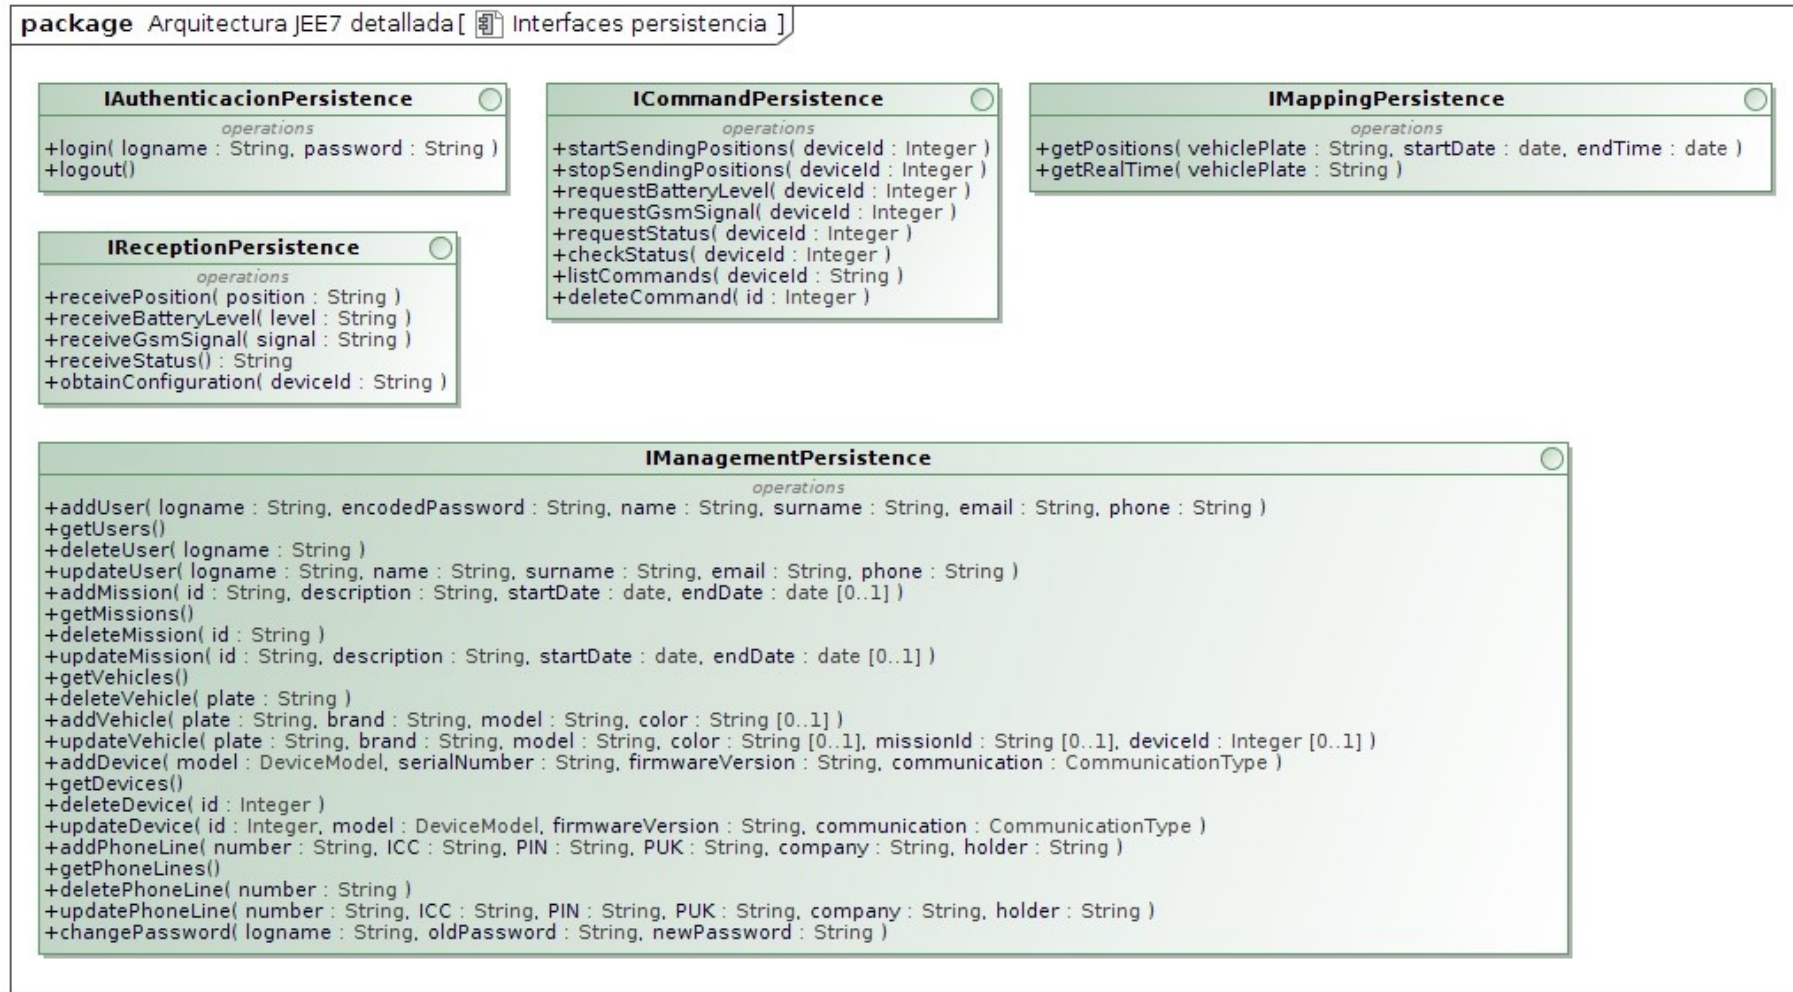 package Arquitectura JEE7 detallada[ Interfaces persistencia ]
IAuthenticacionPersistence
operations
+login( logname : String, password : String )
+logout()
ICommandPersistence
operations
+startSendingPositions( deviceId : Integer )
+stopSendingPositions( deviceId : Integer )
+requestBatteryLevel( deviceId : Integer )
+requestGsmSignal( deviceId : Integer )
+requestStatus( deviceId : Integer )
+checkStatus( deviceId : Integer )
+listCommands( deviceId : String )
+deleteCommand( id : Integer )
IMappingPersistence
operations
+getPositions( vehiclePlate : String, startDate : date, endTime : date )
+getRealTime( vehiclePlate : String )
IReceptionPersistence
operations
+receivePosition( position : String )
+receiveBatteryLevel( level : String )
+receiveGsmSignal( signal : String )
+receiveStatus() : String
+obtainConfiguration( deviceId : String )
IManagementPersistence
operations
+addUser( logname : String, encodedPassword : String, name : String, surname : String, email : String, phone : String )
+getUsers()
+deleteUser( logname : String )
+updateUser( logname : String, name : String, surname : String, email : String, phone : String )
+addMission( id : String, description : String, startDate : date, endDate : date [0..1] )
+getMissions()
+deleteMission( id : String )
+updateMission( id : String, description : String, startDate : date, endDate : date [0..1] )
+getVehicles()
+deleteVehicle( plate : String )
+addVehicle( plate : String, brand : String, model : String, color : String [0..1] )
+updateVehicle( plate : String, brand : String, model : String, color : String [0..1], missionId : String [0..1], deviceId : Integer [0..1] )
+addDevice( model : DeviceModel, serialNumber : String, firmwareVersion : String, communication : CommunicationType )
+getDevices()
+deleteDevice( id : Integer )
+updateDevice( id : Integer, model : DeviceModel, firmwareVersion : String, communication : CommunicationType )
+addPhoneLine( number : String, ICC : String, PIN : String, PUK : String, company : String, holder : String )
+getPhoneLines()
+deletePhoneLine( number : String )
+updatePhoneLine( number : String, ICC : String, PIN : String, PUK : String, company : String, holder : String )
+changePassword( logname : String, oldPassword : String, newPassword : String )